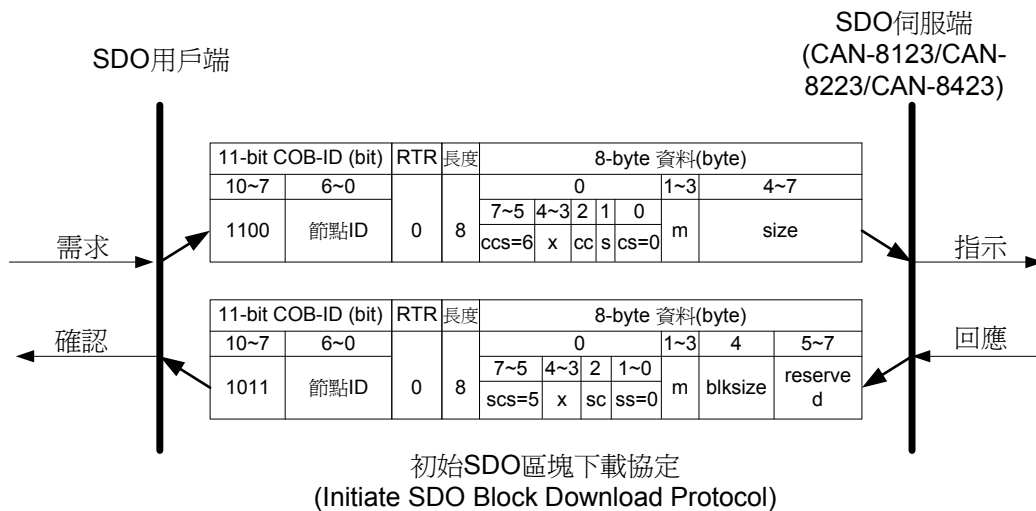 SDO用戶端
SDO伺服端
(CAN-8123/CAN-
8223/CAN-8423)
11-bit COB-ID (bit) RTR 長度 8-byte 資料(byte)
10~7 6~0 0 1~3 4~7
7~5 4~3 2 1 0
1100 節點ID 0 8 ccs=6 x cc s cs=0 m size
需求 指示
11-bit COB-ID (bit) RTR 長度 8-byte 資料(byte)
10~7 6~0 0 1~3 4 5~7
7~5 4~3 2 1~0
1011 節點ID 0 8 scs=5 x sc ss=0 m blksize reserve
d
確認 回應
初始SDO區塊下載協定
(Initiate SDO Block Download Protocol)